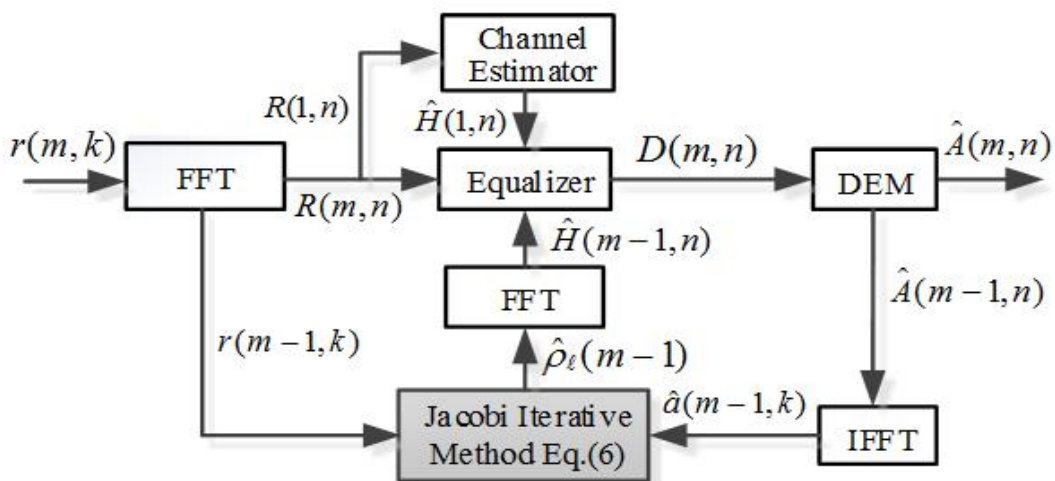 Channel
Estimator
R(1,n)
Ĥ(1,n)
r(m,k)
FFT
R(m,n)
Equalizer
D(m,n)
DEM
Â(m,n)
Ĥ(m−1,n)
FFT
Â(m−1,n)
r(m−1,k)
ρ̂ℓ(m−1)
Jacobi Iterative
Method Eq.(6)
â(m−1,k)
IFFT